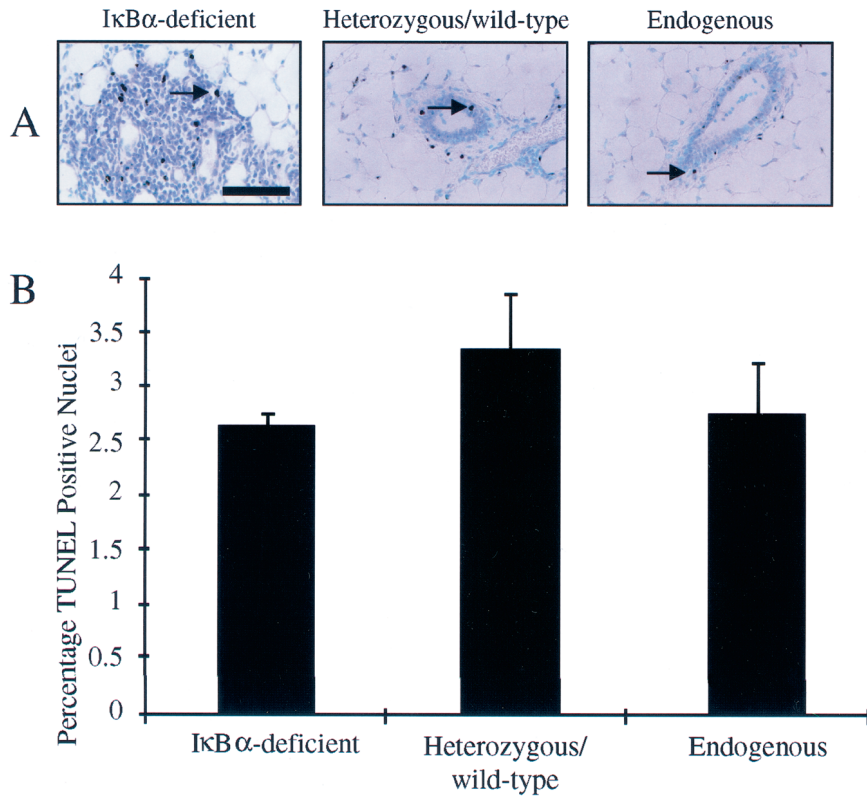 IκBα-deficient
Heterozygous/wild-type
Endogenous
A
B
Percentage TUNEL Positive Nuclei
4
3.5
3
2.5
2
1.5
1
0.5
0
IκB α-deficient
Heterozygous/
wild-type
Endogenous